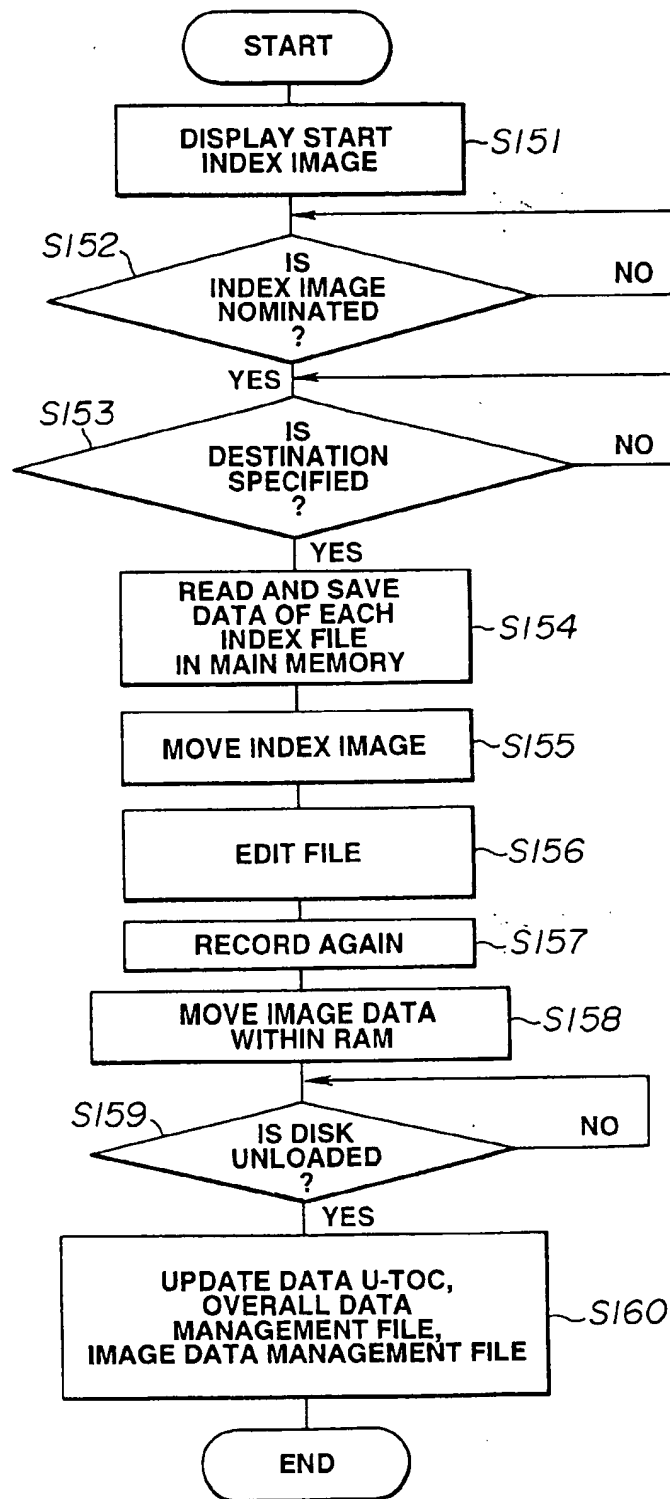 START
DISPLAY START
INDEX IMAGE
S151
S152
IS
INDEX IMAGE
NOMINATED
?
NO
YES
S153
IS
DESTINATION
SPECIFIED
?
NO
YES
READ AND SAVE
DATA OF EACH
INDEX FILE
IN MAIN MEMORY
S154
MOVE INDEX IMAGE
S155
EDIT FILE
S156
RECORD AGAIN
S157
MOVE IMAGE DATA
WITHIN RAM
S158
S159
IS DISK
UNLOADED
?
NO
YES
UPDATE DATA U-TOC,
OVERALL DATA
MANAGEMENT FILE,
IMAGE DATA MANAGEMENT FILE
S160
END